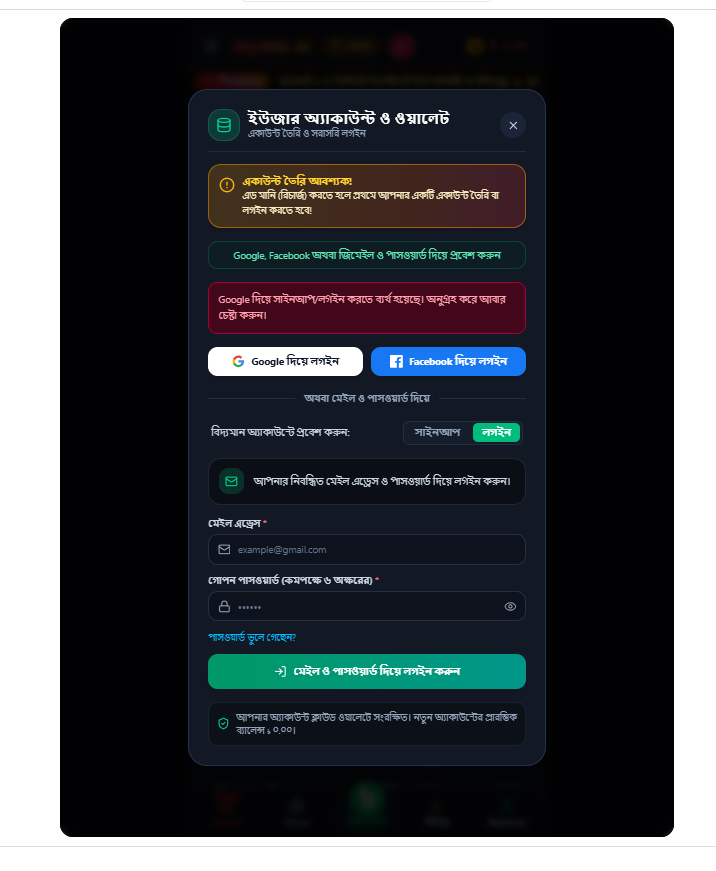 ইউজার অ্যাকাউন্ট ও ওয়ালেট
একাউন্ট তৈরি ও সরাসরি লগইন
একাউন্ট তৈরি আবশ্যক!
এড মানি (রিচার্জ) করতে হলে প্রথমে আপনার একটি একাউন্ট তৈরি বা
লগইন করতে হবে!
Google, Facebook অথবা জিমেইল ও পাসওয়ার্ড দিয়ে প্রবেশ করুন
Google দিয়ে সাইনআপ/লগইন করতে ব্যর্থ হয়েছে। অনুগ্রহ করে আবার
চেষ্টা করুন।
Google দিয়ে লগইন
Facebook দিয়ে লগইন
অথবা মেইল ও পাসওয়ার্ড দিয়ে
বিদ্যমান অ্যাকাউন্টে প্রবেশ করুন:
সাইনআপ
লগইন
আপনার নিবন্ধিত মেইল এড্রেস ও পাসওয়ার্ড দিয়ে লগইন করুন।
মেইল এড্রেস *
example@gmail.com
গোপন পাসওয়ার্ড (কমপক্ষে ৬ অক্ষরের) *
••••••
পাসওয়ার্ড ভুলে গেছেন?
মেইল ও পাসওয়ার্ড দিয়ে লগইন করুন
আপনার অ্যাকাউন্ট ক্লাউড ওয়ালেটে সংরক্ষিত। নতুন অ্যাকাউন্টের প্রারম্ভিক
ব্যালেন্স ৳ ০.০০।